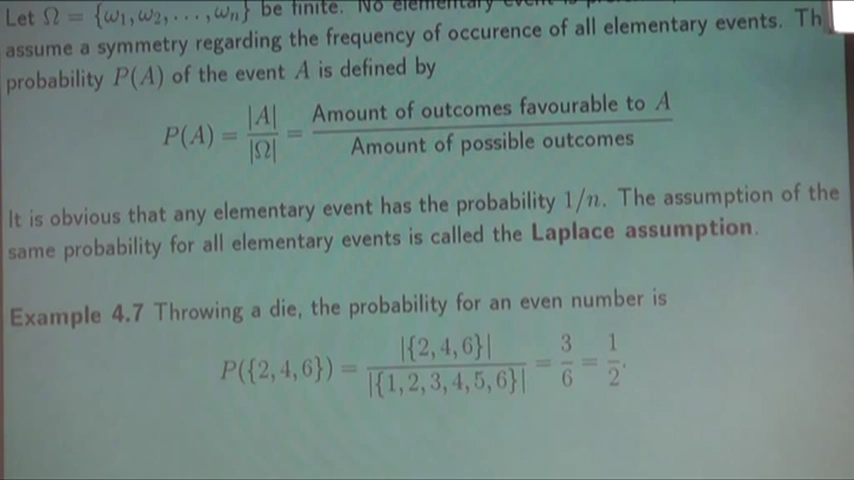 Let Ω = {ω₁, ω₂, . . . , ωₙ} be finite. No elementary event is
assume a symmetry regarding the frequency of occurence of all elementary events. Th
probability P(A) of the event A is defined by
P(A) = |A| / |Ω| = Amount of outcomes favourable to A / Amount of possible outcomes
It is obvious that any elementary event has the probability 1/n. The assumption of the
same probability for all elementary events is called the Laplace assumption.
Example 4.7 Throwing a die, the probability for an even number is
P({2, 4, 6}) = |{2, 4, 6}| / |{1, 2, 3, 4, 5, 6}| = 3/6 = 1/2.